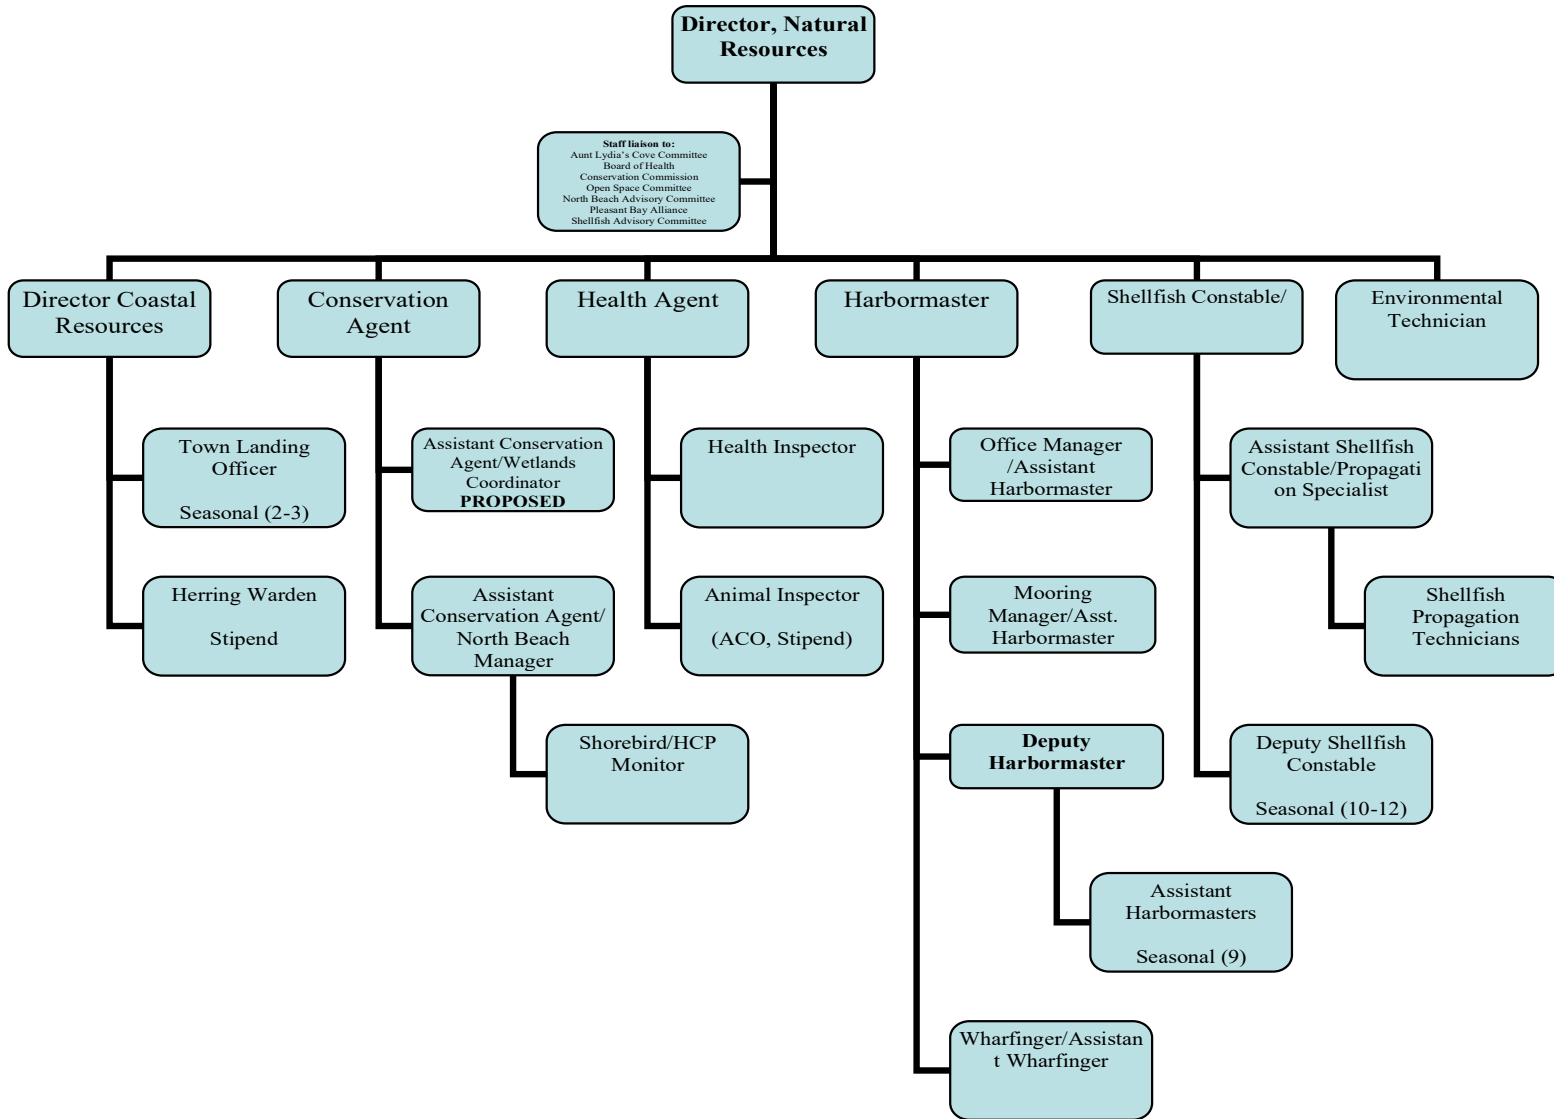 Director, Natural
Resources
Staff liaison to:
Aunt Lydia's Cove Committee
Board of Health
Conservation Commission
Open Space Committee
North Beach Advisory Committee
Pleasant Bay Alliance
Shellfish Advisory Committee
Director Coastal
Resources
Conservation
Agent
Health Agent
Harbormaster
Shellfish Constable/
Environmental
Technician
Town Landing
Officer
Seasonal (2-3)
Assistant Conservation
Agent/Wetlands
Coordinator
PROPOSED
Health Inspector
Office Manager
/Assistant
Harbormaster
Assistant Shellfish
Constable/Propagati
on Specialist
Herring Warden
Stipend
Assistant
Conservation Agent/
North Beach
Manager
Animal Inspector
(ACO, Stipend)
Mooring
Manager/Asst.
Harbormaster
Shellfish
Propagation
Technicians
Shorebird/HCP
Monitor
Deputy
Harbormaster
Deputy Shellfish
Constable
Seasonal (10-12)
Assistant
Harbormasters
Seasonal (9)
Wharfinger/Assistan
t Wharfinger